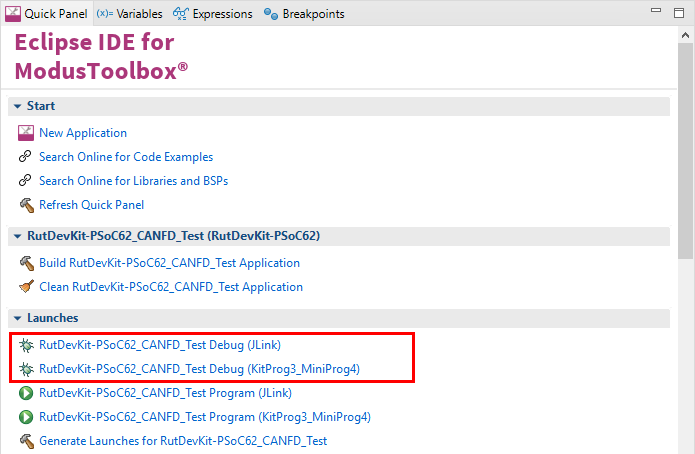 Quick Panel (x)= Variables Expressions Breakpoints
Eclipse IDE for
ModusToolbox®
Start
New Application
Search Online for Code Examples
Search Online for Libraries and BSPs
Refresh Quick Panel
RutDevKit-PSoC62_CANFD_Test (RutDevKit-PSoC62)
Build RutDevKit-PSoC62_CANFD_Test Application
Clean RutDevKit-PSoC62_CANFD_Test Application
Launches
RutDevKit-PSoC62_CANFD_Test Debug (JLink)
RutDevKit-PSoC62_CANFD_Test Debug (KitProg3_MiniProg4)
RutDevKit-PSoC62_CANFD_Test Program (JLink)
RutDevKit-PSoC62_CANFD_Test Program (KitProg3_MiniProg4)
Generate Launches for RutDevKit-PSoC62_CANFD_Test